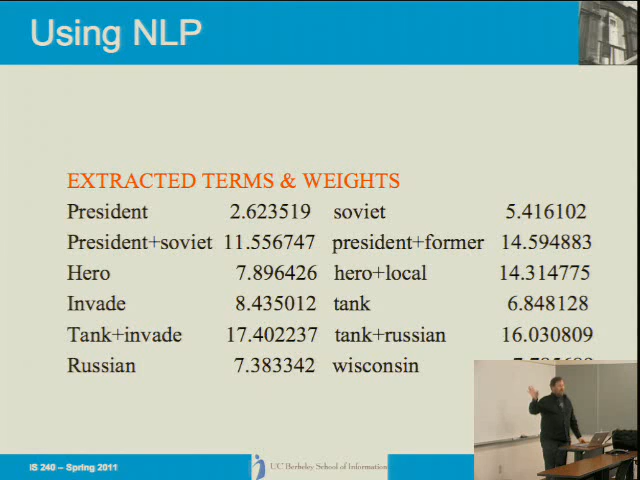 Using NLP
EXTRACTED TERMS & WEIGHTS
President 2.623519 soviet 5.416102
President+soviet 11.556747 president+former 14.594883
Hero 7.896426 hero+local 14.314775
Invade 8.435012 tank 6.848128
Tank+invade 17.402237 tank+russian 16.030809
Russian 7.383342 wisconsin
IS 240 – Spring 2011 UC Berkeley School of Information